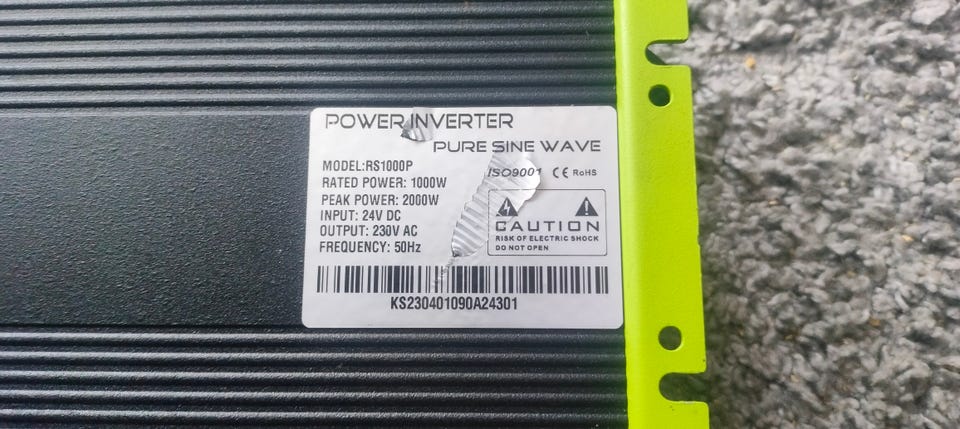 POWER INVERTER
PURE SINE WAVE
MODEL:RS1000P
RATED POWER: 1000W
PEAK POWER: 2000W
INPUT: 24V DC
OUTPUT: 230V AC
FREQUENCY: 50Hz
ISO9001 CE RoHS
CAUTION
RISK OF ELECTRIC SHOCK
DO NOT OPEN
KS230401090A24301